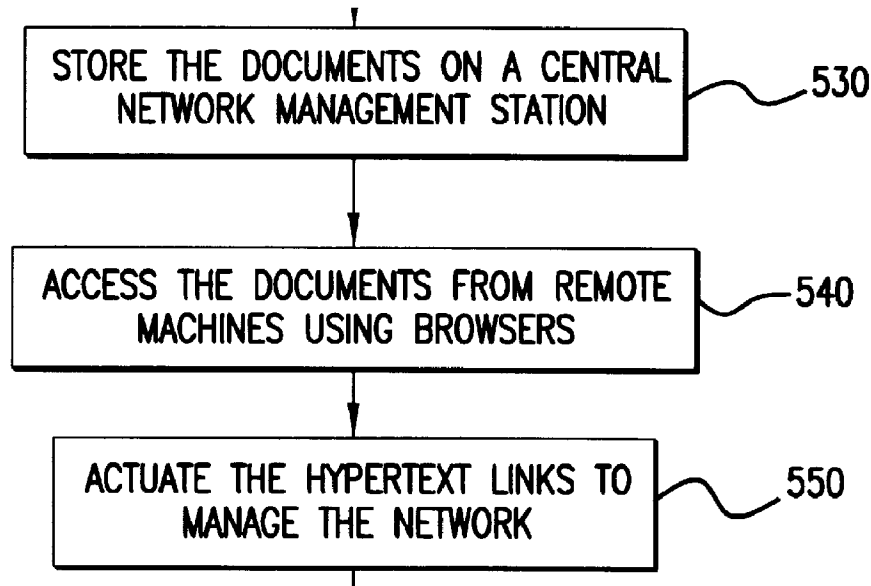 STORE THE DOCUMENTS ON A CENTRAL
NETWORK MANAGEMENT STATION
530
ACCESS THE DOCUMENTS FROM REMOTE
MACHINES USING BROWSERS
540
ACTUATE THE HYPERTEXT LINKS TO
MANAGE THE NETWORK
550